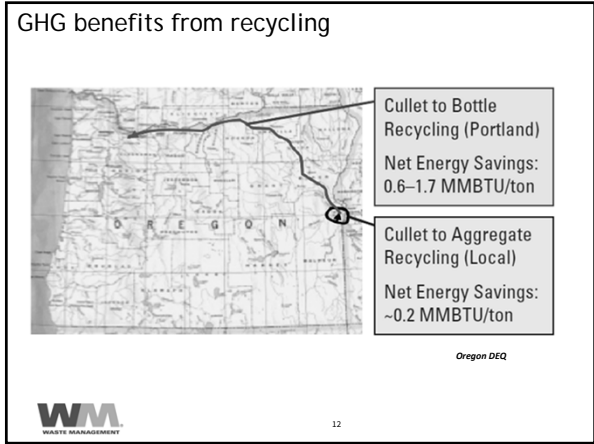 GHG benefits from recycling
Cullet to Bottle
Recycling (Portland)
Net Energy Savings:
0.6–1.7 MMBTU/ton
O R E G O N
Cullet to Aggregate
Recycling (Local)
Net Energy Savings:
~0.2 MMBTU/ton
Oregon DEQ
WM
WASTE MANAGEMENT
12